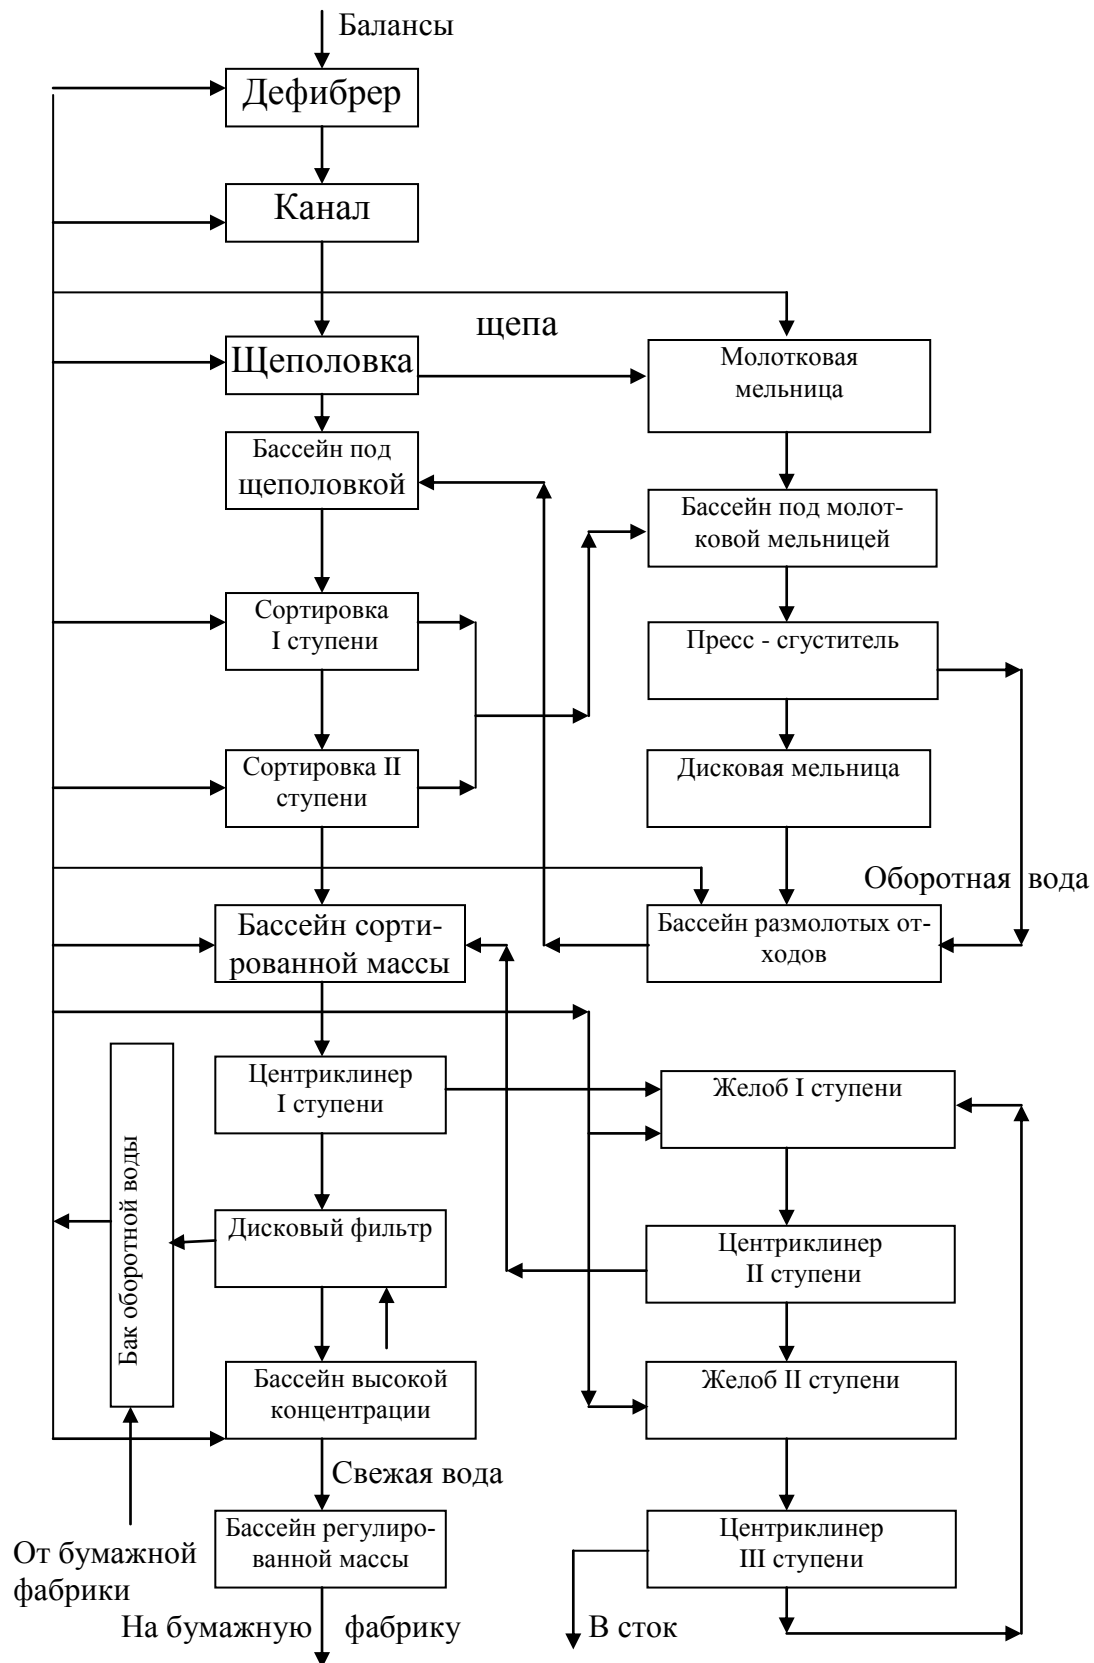 Балансы
Дефибрер
Канал
щепа
Щеполовка
Молотковая
мельница
Бассейн под
щеполовкой
Бассейн под молот-
ковой мельницей
Сортировка
I ступени
Пресс - сгуститель
Сортировка II
ступени
Дисковая мельница
Оборотная вода
Бассейн сорти-
рованной массы
Бассейн размолотых от-
ходов
Центриклинер
I ступени
Желоб I ступени
Бак оборотной воды
Дисковый фильтр
Центриклинер
II ступени
Бассейн высокой
концентрации
Желоб II ступени
Свежая вода
Бассейн регулиро-
ванной массы
Центриклинер
III ступени
От бумажной
фабрики
На бумажную фабрику
В сток